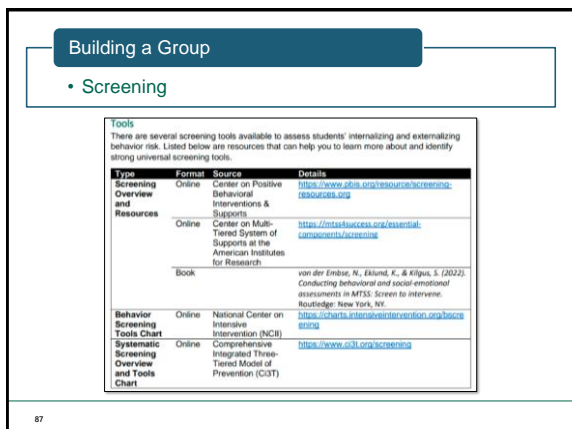 Building a Group
• Screening
Tools
There are several screening tools available to assess students' internalizing and externalizing
behavior risk. Listed below are resources that can help you to learn more about and identify
strong universal screening tools.
Type Format Source Details
Screening Online Center on Positive https://www.pbis.org/resource/screening-
Overview Behavioral resources.org
and Interventions &
Resources Supports
Online Center on Multi- https://mtss4success.org/essential-
Tiered System of components/screening
Supports at the
American Institutes
for Research
Book von der Embse, N., Eklund, K., & Kilgus, S. (2022).
Conducting behavioral and social-emotional
assessments in MTSS: Screen to intervene.
Routledge: New York, NY.
Behavior Online National Center on https://charts.intensiveintervention.org/bscre
Screening Intensive ening
Tools Chart Intervention (NCII)
Systematic Online Comprehensive https://www.ci3t.org/screening
Screening Integrated Three-
Overview Tiered Model of
and Tools Prevention (Ci3T)
Chart
87